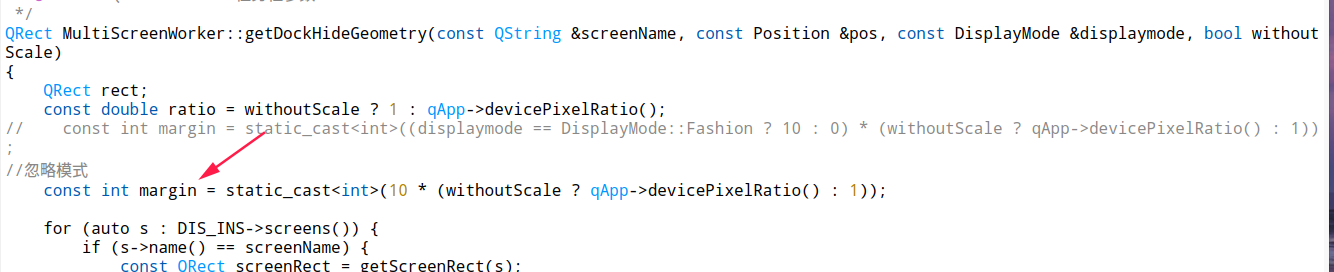 */
QRect MultiScreenWorker::getDockHideGeometry(const QString &screenName, const Position &pos, const DisplayMode &displaymode, bool without
Scale)
{
    QRect rect;
    const double ratio = withoutScale ? 1 : qApp->devicePixelRatio();
//    const int margin = static_cast<int>((displaymode == DisplayMode::Fashion ? 10 : 0) * (withoutScale ? qApp->devicePixelRatio() : 1))
;
//忽略模式
    const int margin = static_cast<int>(10 * (withoutScale ? qApp->devicePixelRatio() : 1));
    for (auto s : DIS_INS->screens()) {
        if (s->name() == screenName) {
            const QRect screenRect = getScreenRect(s);